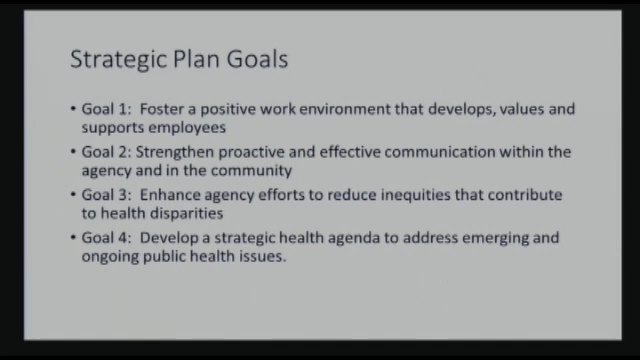 Strategic Plan Goals
• Goal 1: Foster a positive work environment that develops, values and
supports employees
• Goal 2: Strengthen proactive and effective communication within the
agency and in the community
• Goal 3: Enhance agency efforts to reduce inequities that contribute
to health disparities
• Goal 4: Develop a strategic health agenda to address emerging and
ongoing public health issues.